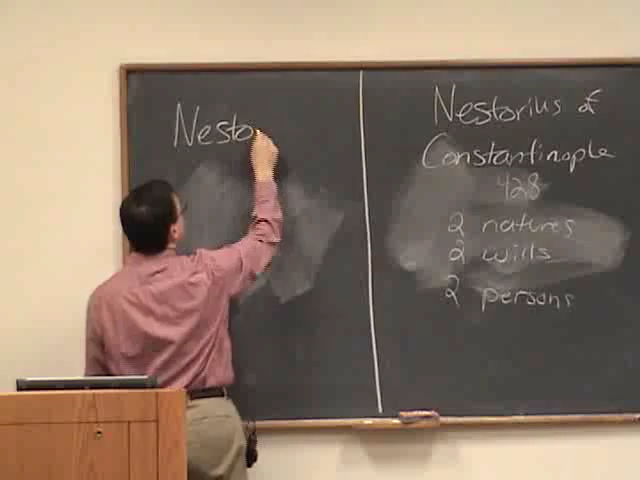 Nesto
Nestorius of
Constantinople
428
2 natures
2 wills
2 persons